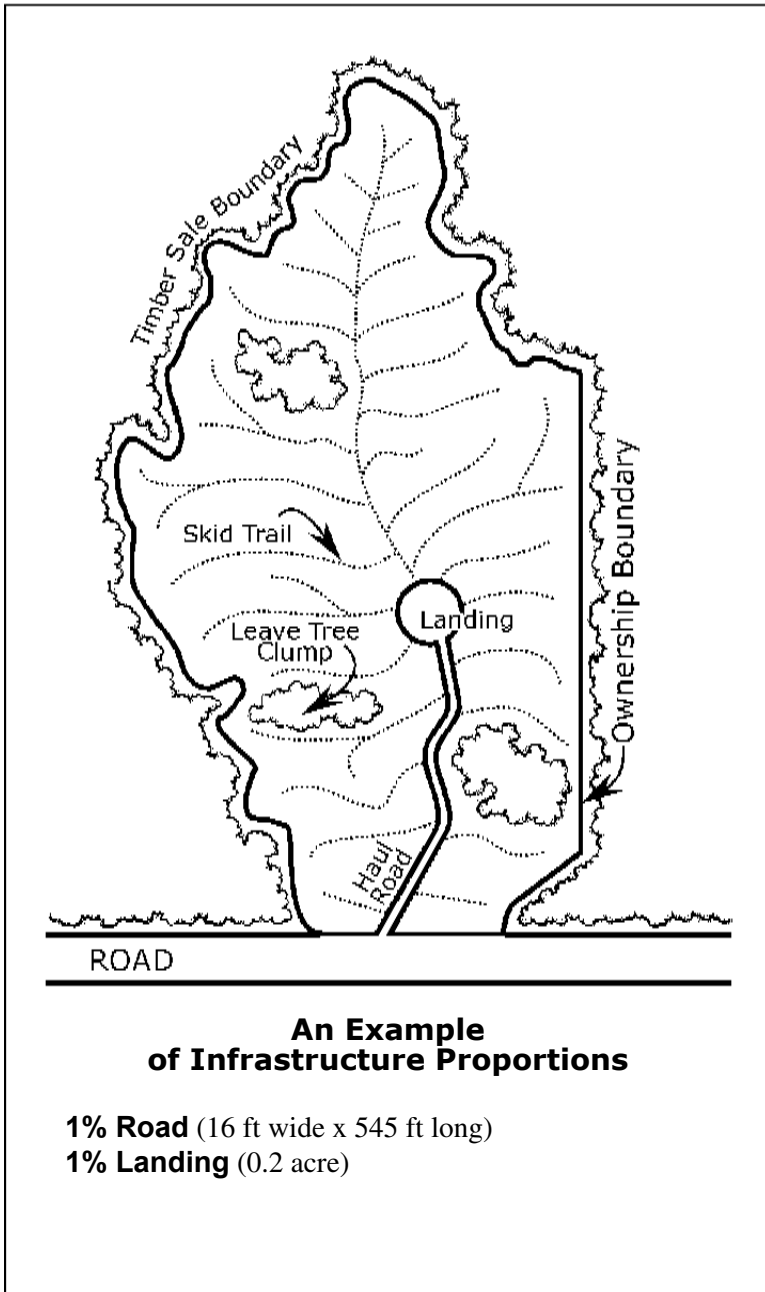 Timber Sale Boundary
Skid Trail
Landing
Leave Tree
Clump
Ownership Boundary
Haul
Road
ROAD
An Example
of Infrastructure Proportions
1% Road (16 ft wide x 545 ft long)
1% Landing (0.2 acre)